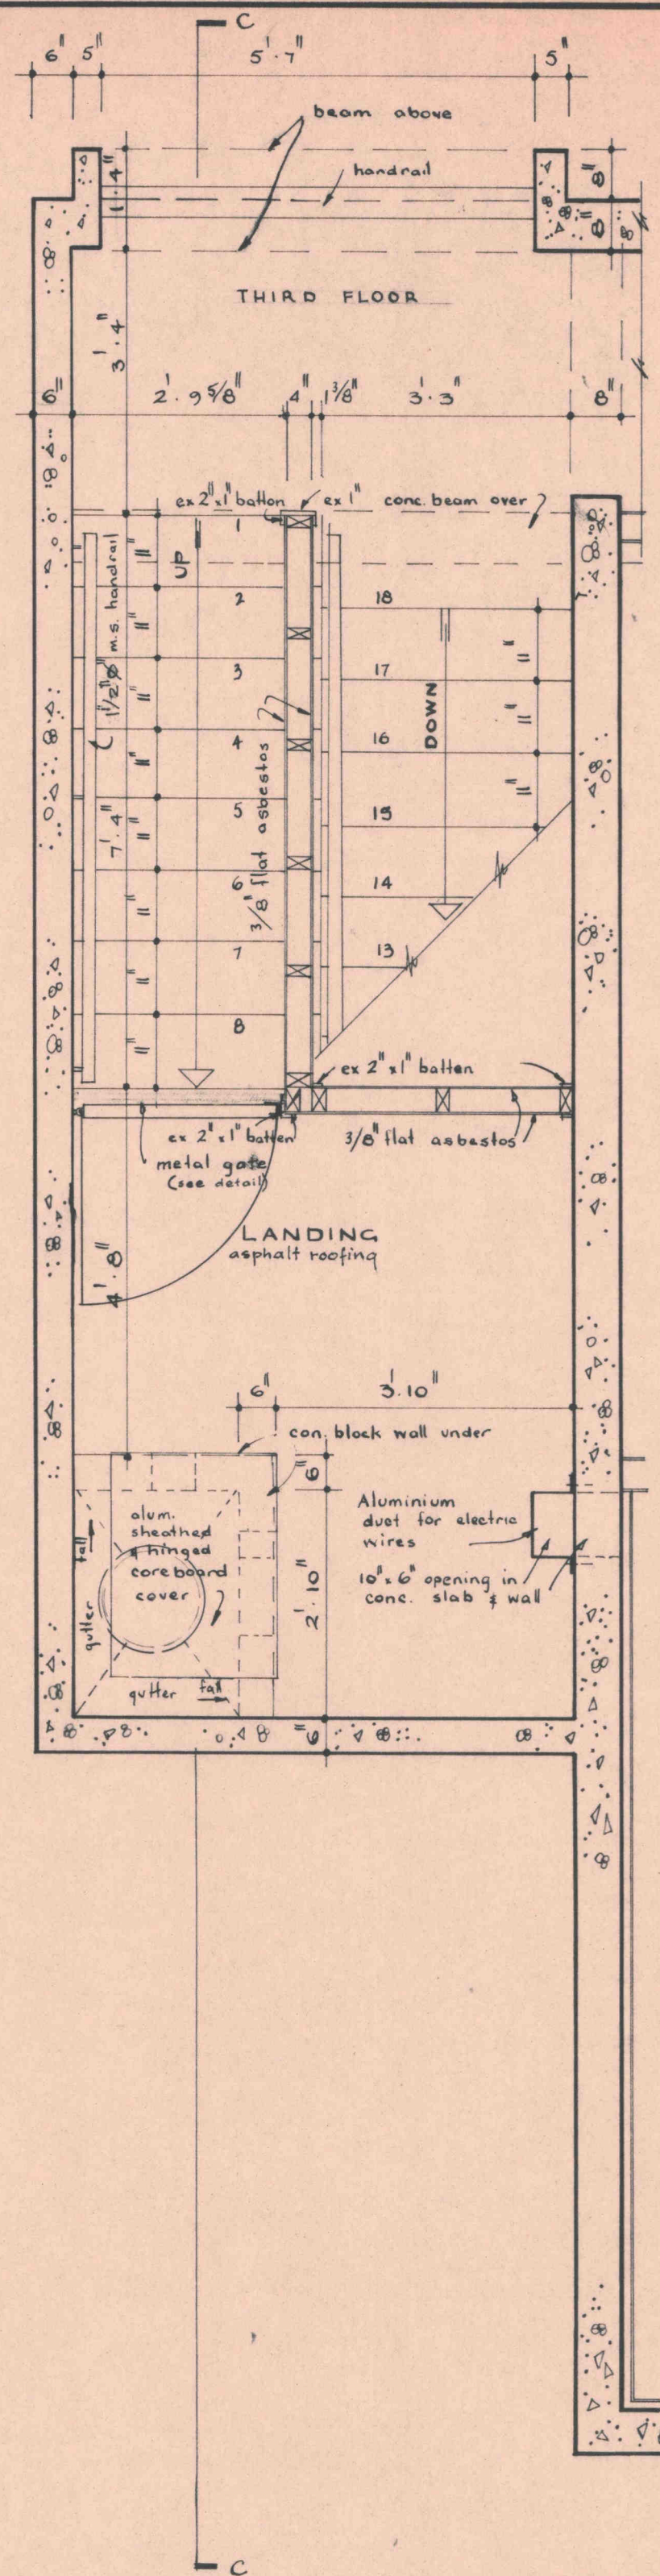 C
6" 5" 5'.7" 5"
beam above
handrail
1'.4"
8"
8"
THIRD FLOOR
3'.4"
6" 2'.9 5/8" 4" 1 3/8" 3'.3" 8"
ex 2"x1" batton ex 1" conc. beam over
UP
1
2
3
4
5
6
7
8
1 1/2"ø m.s. handrail
7'.4"
3/8" flat asbestos
18
17
16
15
14
13
DOWN
ex 2"x1" batten
ex 2"x1" batten
3/8" flat asbestos
metal gate
(see detail)
LANDING
asphalt roofing
4'.8"
6" 3'.10"
con. block wall under
6"
alum.
sheathed
& hinged
coreboard
cover
fall
gutter
gutter fall
2'.10"
Aluminium
duct for electric
wires
10"x6" opening in
conc. slab & wall
6"
C